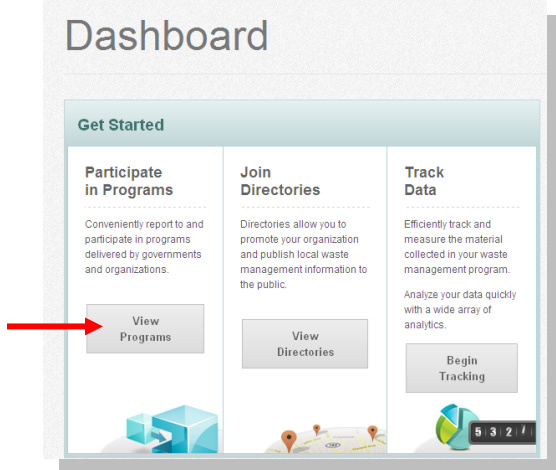 Dashboard
Get Started
Participate
in Programs
Conveniently report to and
participate in programs
delivered by governments
and organizations.
View
Programs
Join
Directories
Directories allow you to
promote your organization
and publish local waste
management information to
the public.
View
Directories
Track
Data
Efficiently track and
measure the material
collected in your waste
management program.
Analyze your data quickly
with a wide array of
analytics.
Begin
Tracking
5 3 2